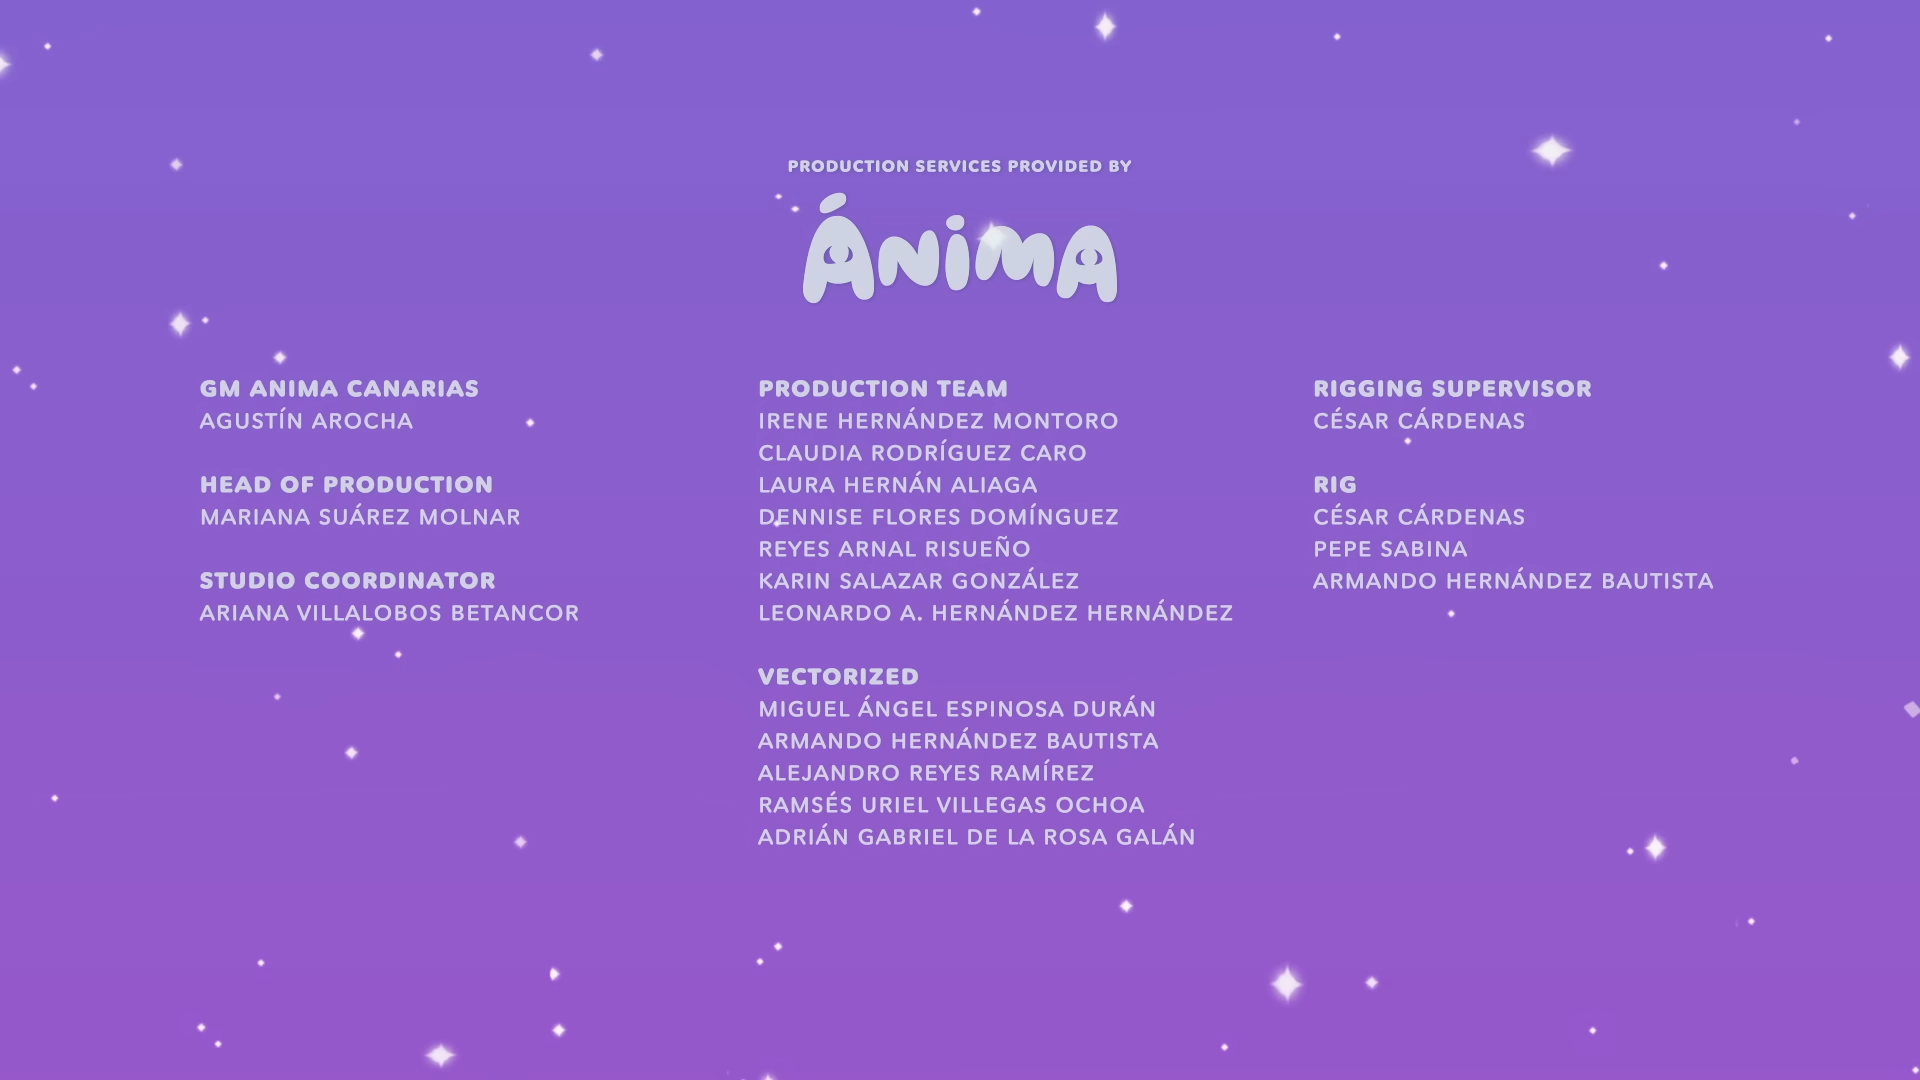 PRODUCTION SERVICES PROVIDED BY
ÁNiMA
GM ANIMA CANARIAS
AGUSTÍN AROCHA
HEAD OF PRODUCTION
MARIANA SUÁREZ MOLNAR
STUDIO COORDINATOR
ARIANA VILLALOBOS BETANCOR
PRODUCTION TEAM
IRENE HERNÁNDEZ MONTORO
CLAUDIA RODRÍGUEZ CARO
LAURA HERNÁN ALIAGA
DENNISE FLORES DOMÍNGUEZ
REYES ARNAL RISUEÑO
KARIN SALAZAR GONZÁLEZ
LEONARDO A. HERNÁNDEZ HERNÁNDEZ
VECTORIZED
MIGUEL ÁNGEL ESPINOSA DURÁN
ARMANDO HERNÁNDEZ BAUTISTA
ALEJANDRO REYES RAMÍREZ
RAMSÉS URIEL VILLEGAS OCHOA
ADRIÁN GABRIEL DE LA ROSA GALÁN
RIGGING SUPERVISOR
CÉSAR CÁRDENAS
RIG
CÉSAR CÁRDENAS
PEPE SABINA
ARMANDO HERNÁNDEZ BAUTISTA